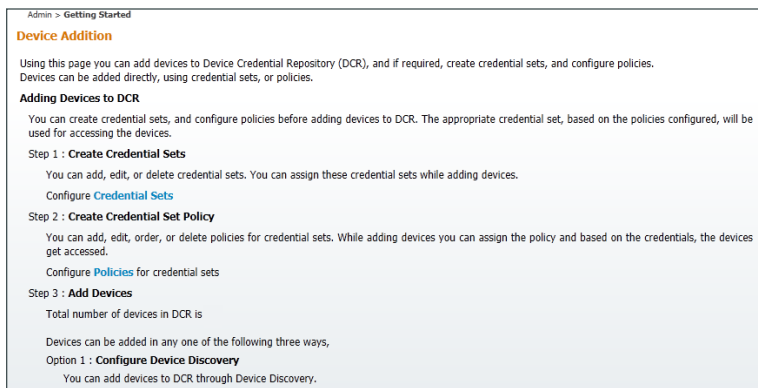 Admin > Getting Started
Device Addition
Using this page you can add devices to Device Credential Repository (DCR), and if required, create credential sets, and configure policies.
Devices can be added directly, using credential sets, or policies.
Adding Devices to DCR
You can create credential sets, and configure policies before adding devices to DCR. The appropriate credential set, based on the policies configured, will be
used for accessing the devices.
Step 1 : Create Credential Sets
You can add, edit, or delete credential sets. You can assign these credential sets while adding devices.
Configure Credential Sets
Step 2 : Create Credential Set Policy
You can add, edit, order, or delete policies for credential sets. While adding devices you can assign the policy and based on the credentials, the devices
get accessed.
Configure Policies for credential sets
Step 3 : Add Devices
Total number of devices in DCR is
Devices can be added in any one of the following three ways,
Option 1 : Configure Device Discovery
You can add devices to DCR through Device Discovery.